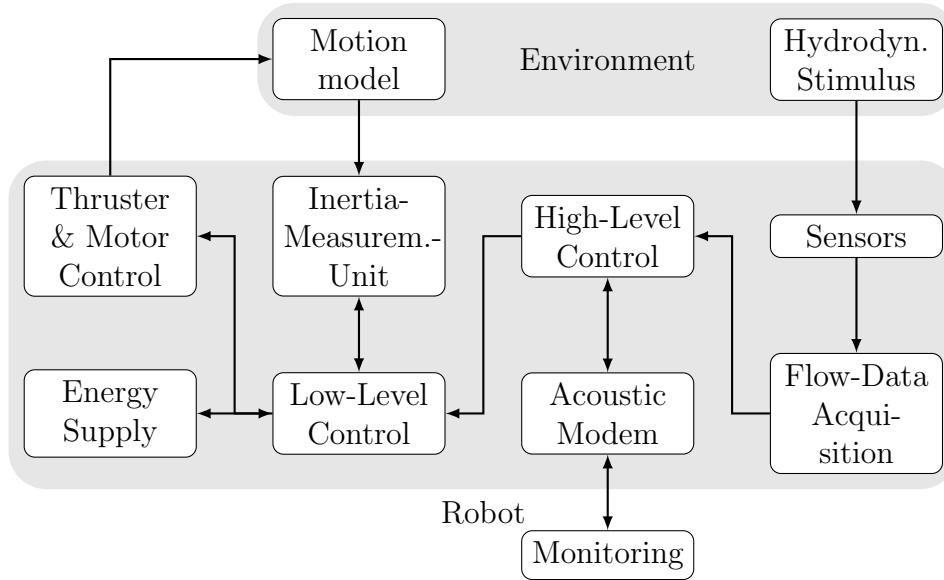 Motion
model
Environment
Hydrodyn.
Stimulus
Thruster
& Motor
Control
Inertia-
Measurem.-
Unit
High-Level
Control
Sensors
Energy
Supply
Low-Level
Control
Acoustic
Modem
Flow-Data
Acqui-
sition
Robot
Monitoring